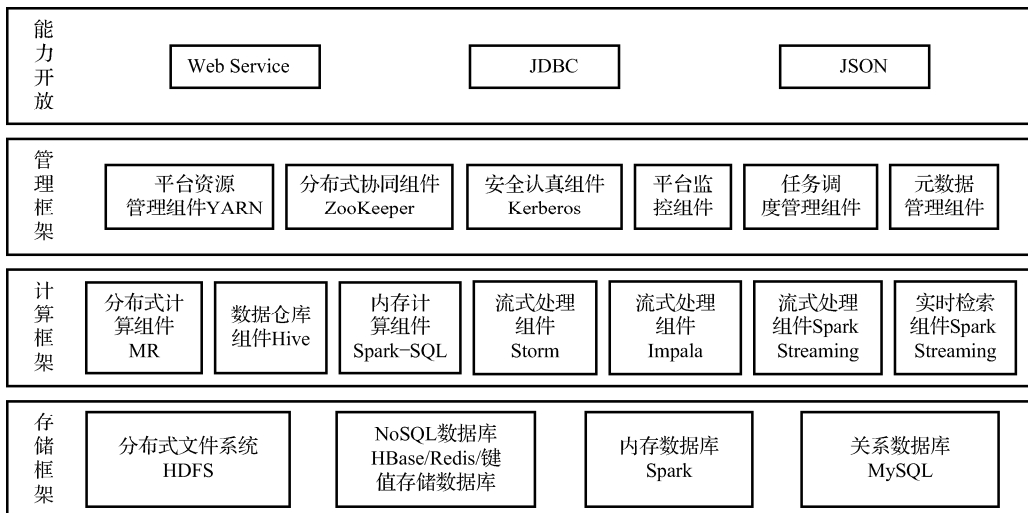 能力开放
Web Service
JDBC
JSON
管理框架
平台资源
管理组件YARN
分布式协同组件
ZooKeeper
安全认真组件
Kerberos
平台监
控组件
任务调
度管理组件
元数据
管理组件
计算框架
分布式计
算组件
MR
数据仓库
组件Hive
内存计
算组件
Spark-SQL
流式处理
组件
Storm
流式处理
组件
Impala
流式处理
组件Spark
Streaming
实时检索
组件Spark
Streaming
存储框架
分布式文件系统
HDFS
NoSQL数据库
HBase/Redis/键
值存储数据库
内存数据库
Spark
关系数据库
MySQL